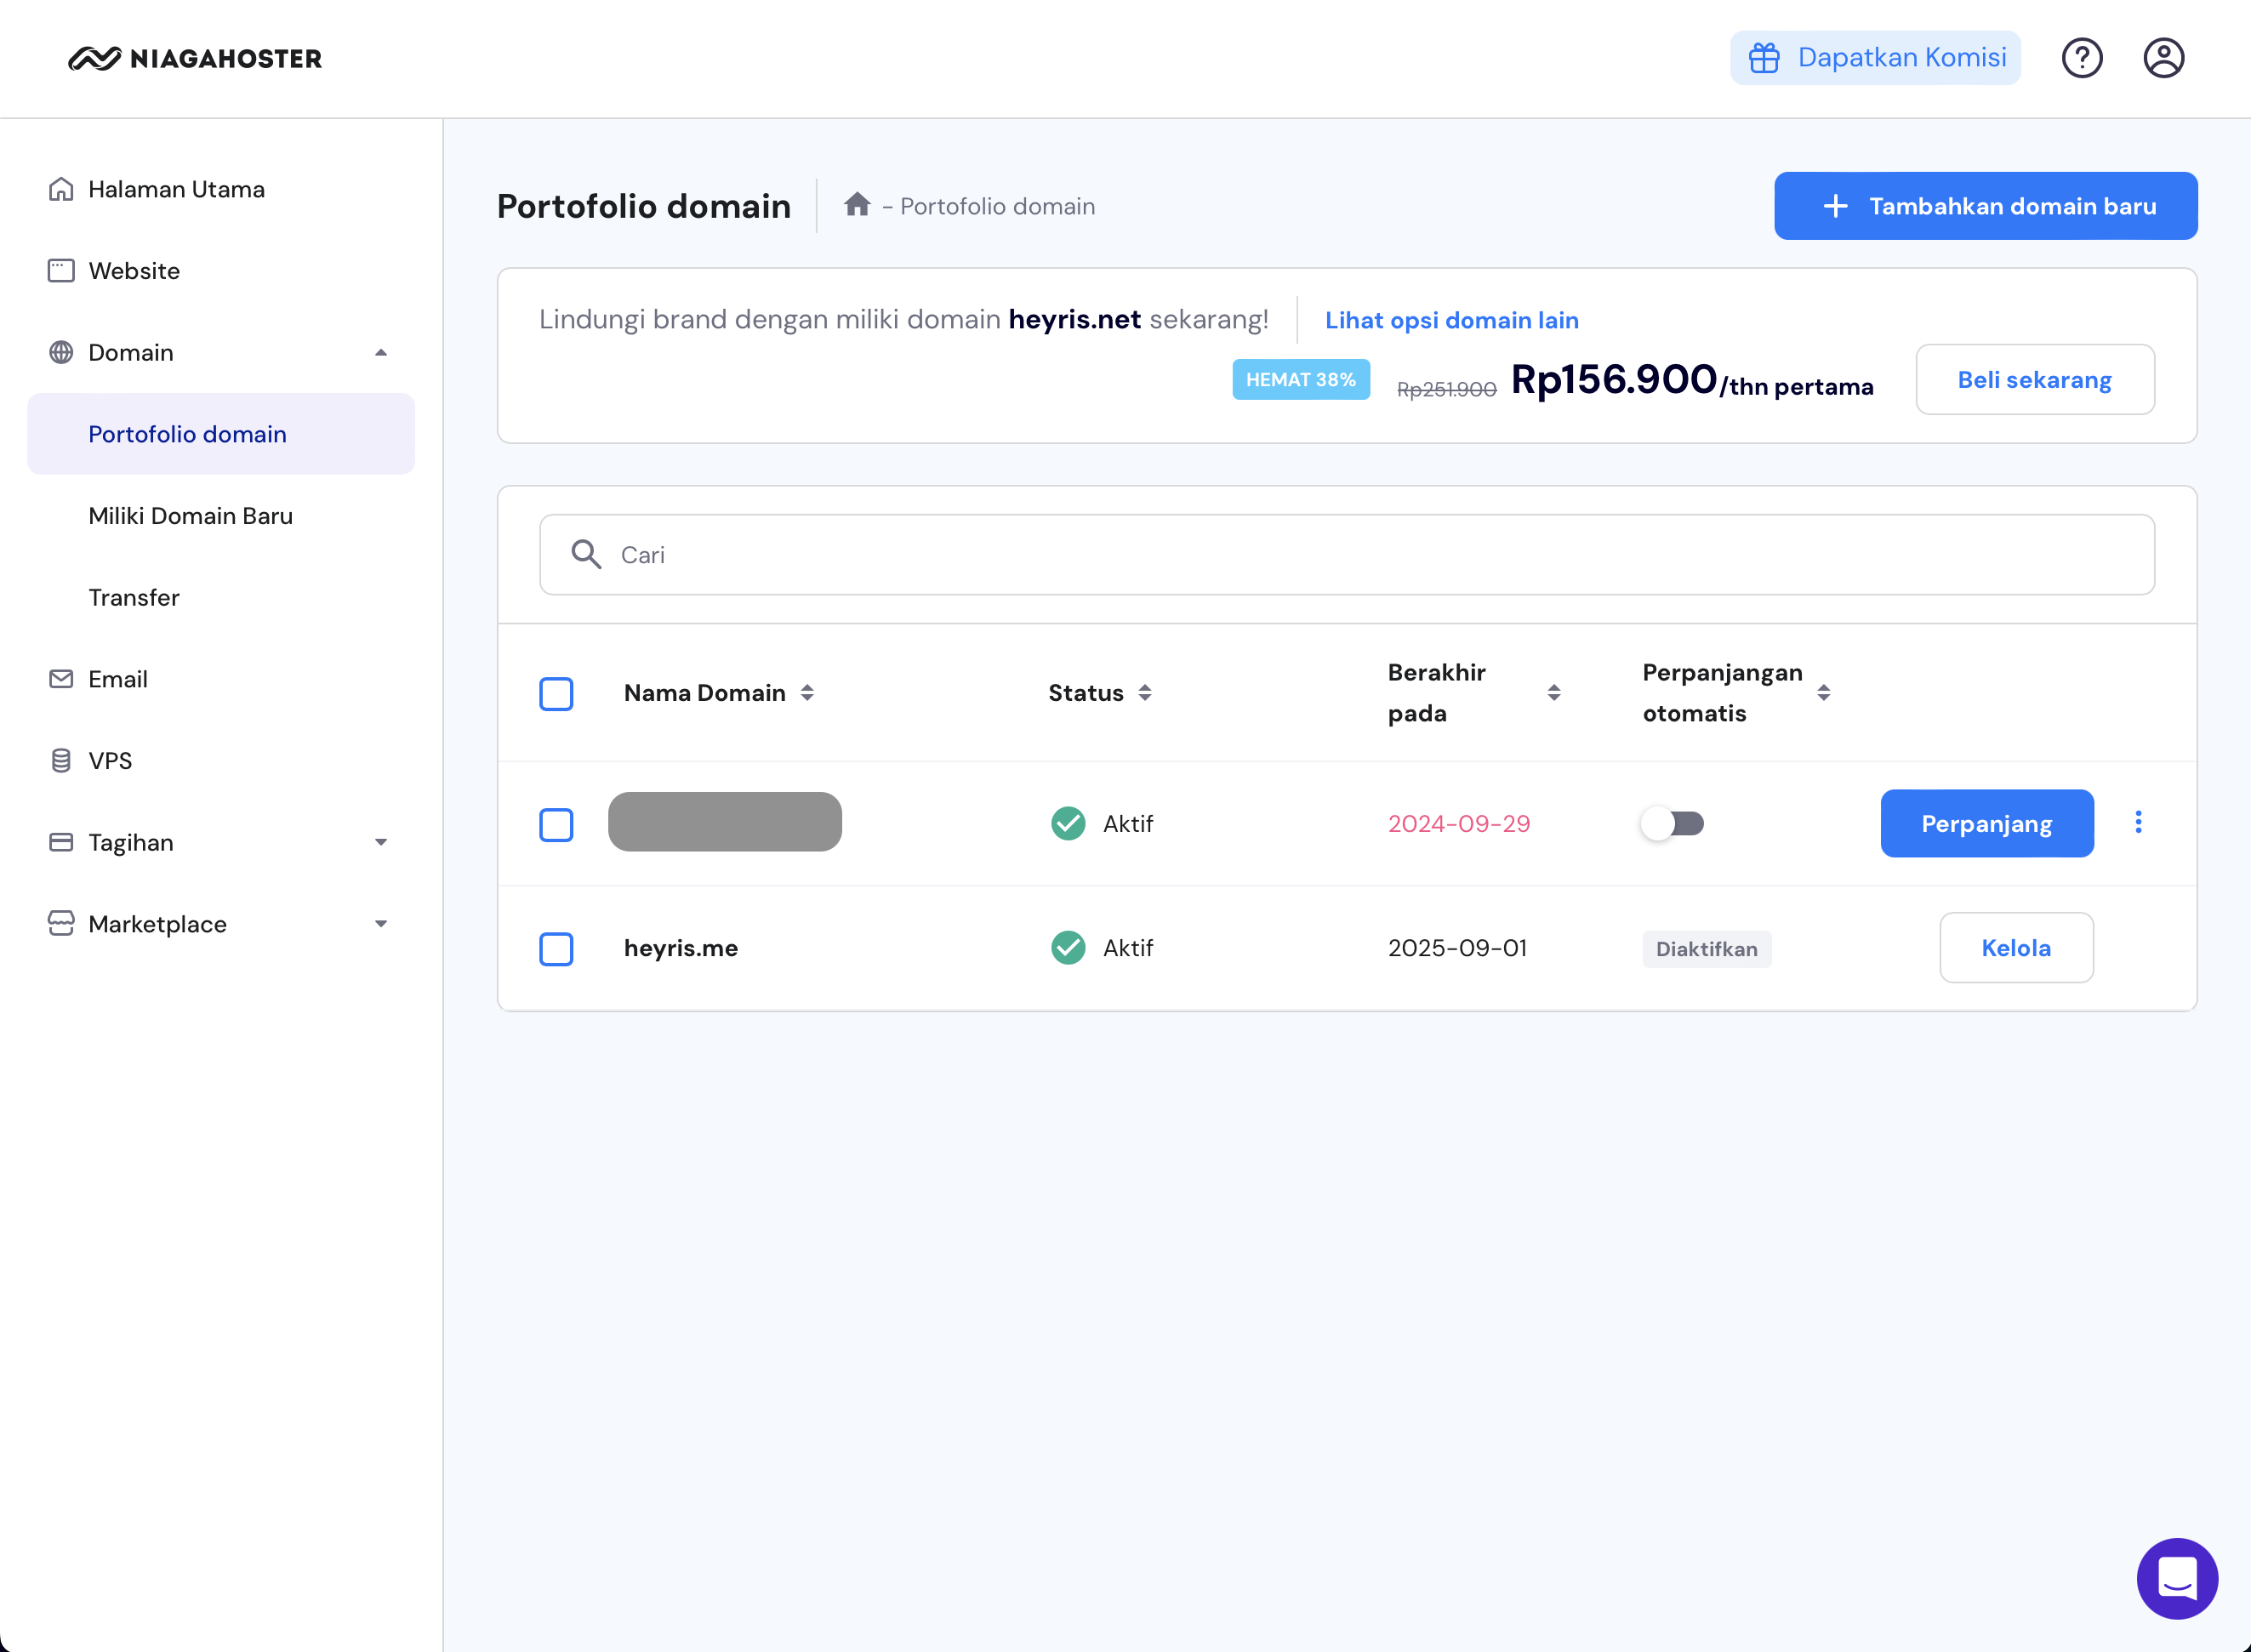 NIAGAHOSTER
Dapatkan Komisi
Halaman Utama
Website
Domain
Portofolio domain
Miliki Domain Baru
Transfer
Email
VPS
Tagihan
Marketplace
Portofolio domain
– Portofolio domain
Tambahkan domain baru
Lindungi brand dengan miliki domain heyris.net sekarang!
Lihat opsi domain lain
HEMAT 38% Rp251.900 Rp156.900/thn pertama
Beli sekarang
Cari
Nama Domain Status Berakhir pada Perpanjangan otomatis
Aktif 2024-09-29 Perpanjang
heyris.me Aktif 2025-09-01 Diaktifkan Kelola